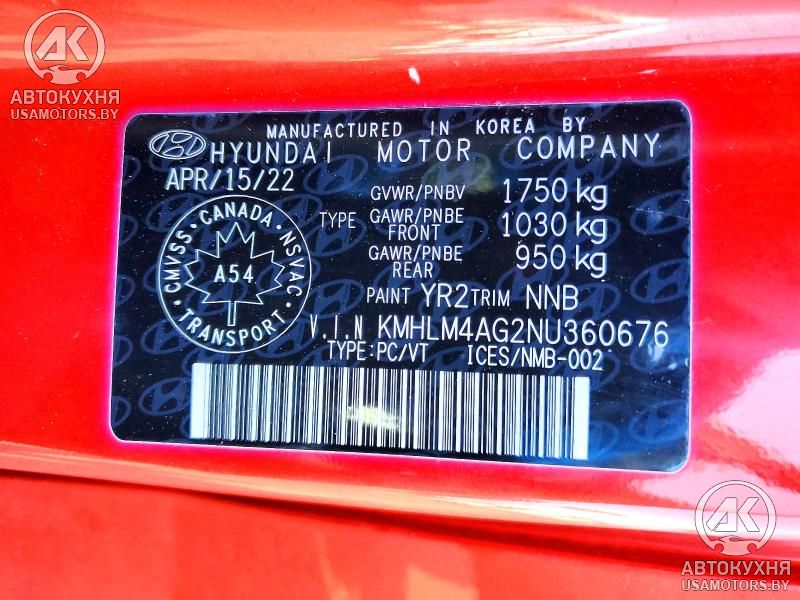 АК
АВТОКУХНЯ
USAMOTORS.BY
MANUFACTURED IN KOREA BY
HYUNDAI MOTOR COMPANY
APR/15/22
GVWR/PNBV 1750 kg
TYPE GAWR/PNBE FRONT 1030 kg
GAWR/PNBE REAR 950 kg
CANADA
CMVSS · NSVAC
A54
TRANSPORT
PAINT YR2 TRIM NNB
V.I.N KMHLM4AG2NU360676
TYPE:PC/VT ICES/NMB-002
АК
АВТОКУХНЯ
USAMOTORS.BY